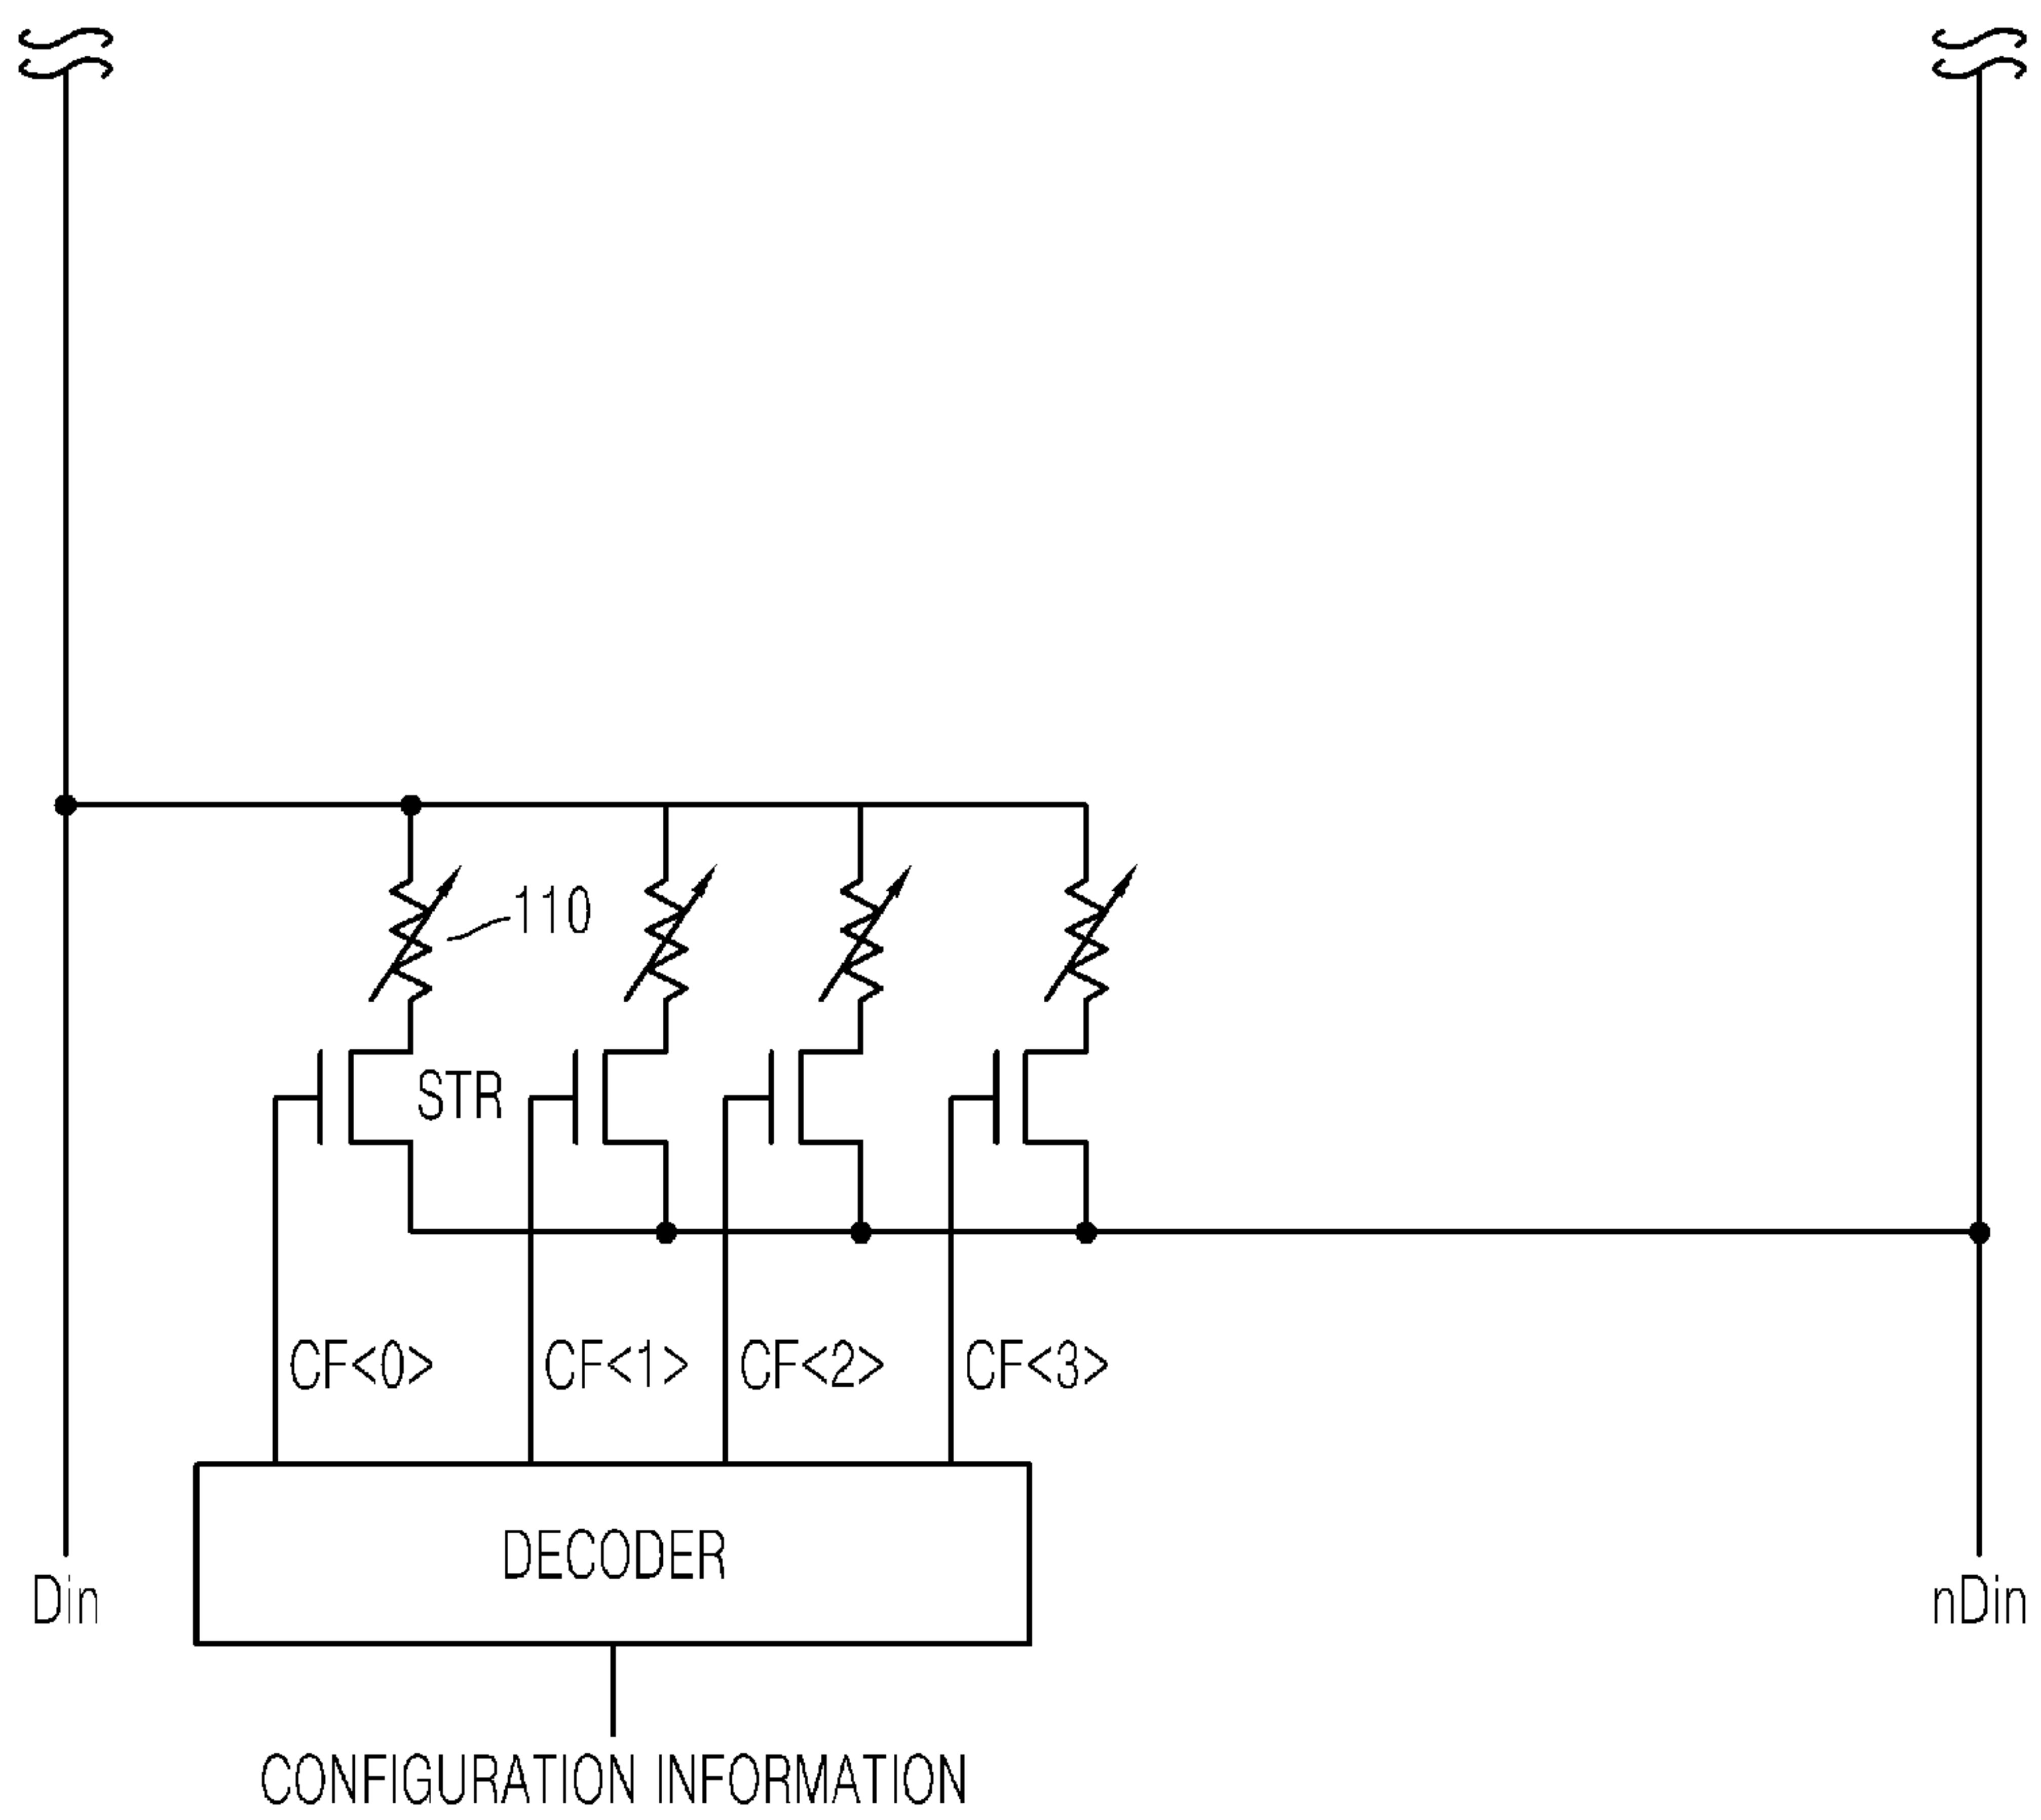 110
STR
CF<0> CF<1> CF<2> CF<3>
DECODER
Din
nDin
CONFIGURATION INFORMATION